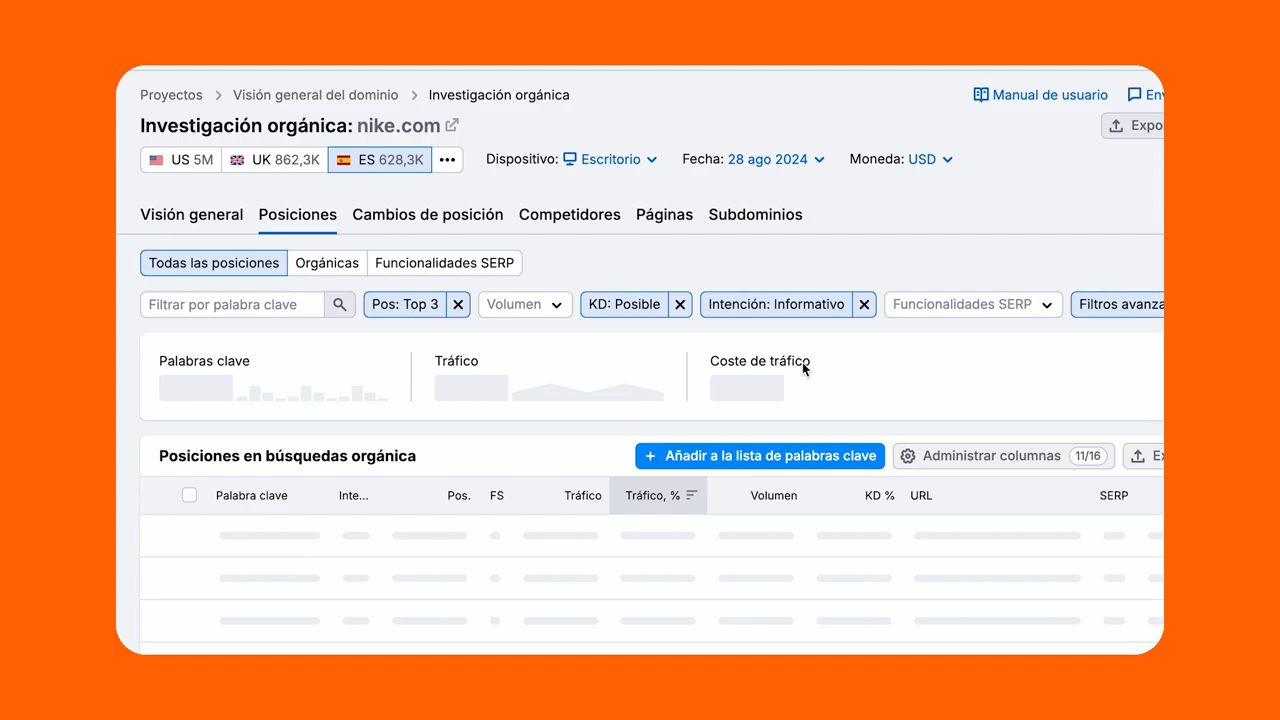 Proyectos > Visión general del dominio > Investigación orgánica
Manual de usuario
Investigación orgánica: nike.com
US 5M UK 862,3K ES 628,3K
Dispositivo: Escritorio Fecha: 28 ago 2024 Moneda: USD
Visión general Posiciones Cambios de posición Competidores Páginas Subdominios
Todas las posiciones Orgánicas Funcionalidades SERP
Filtrar por palabra clave Pos: Top 3 Volumen KD: Posible Intención: Informativo Funcionalidades SERP Filtros avanza
Palabras clave Tráfico Coste de tráfico
Posiciones en búsquedas orgánica + Añadir a la lista de palabras clave Administrar columnas 11/16
Palabra clave Inte... Pos. FS Tráfico Tráfico, % Volumen KD % URL SERP